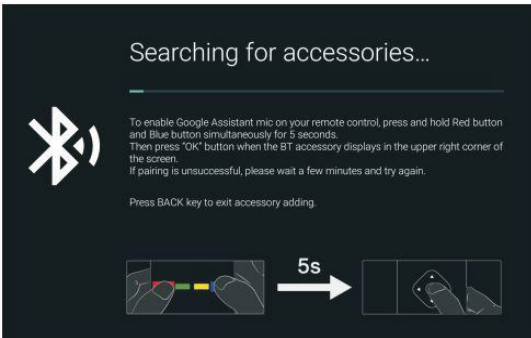 Searching for accessories...
To enable Google Assistant mic on your remote control, press and hold Red button
and Blue button simultaneously for 5 seconds.
Then press "OK" button when the BT accessory displays in the upper right corner of
the screen.
If pairing is unsuccessful, please wait a few minutes and try again.
Press BACK key to exit accessory adding.
5s